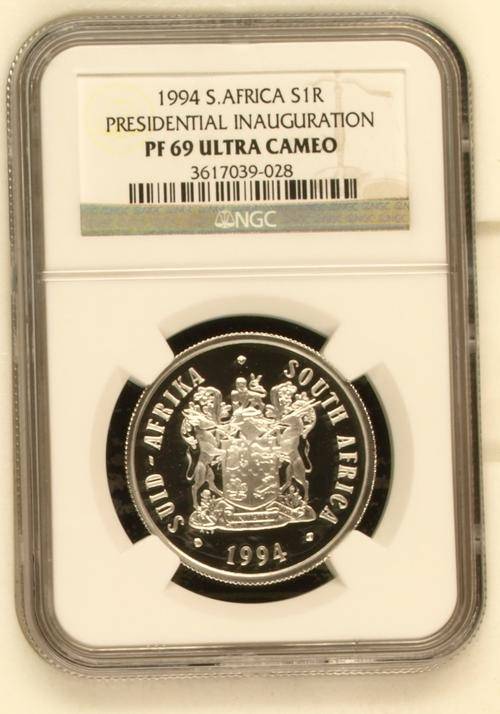 1994 S.AFRICA S1R
PRESIDENTIAL INAUGURATION
PF 69 ULTRA CAMEO
3617039-028
NGC
SUID-AFRIKA SOUTH AFRICA
1994